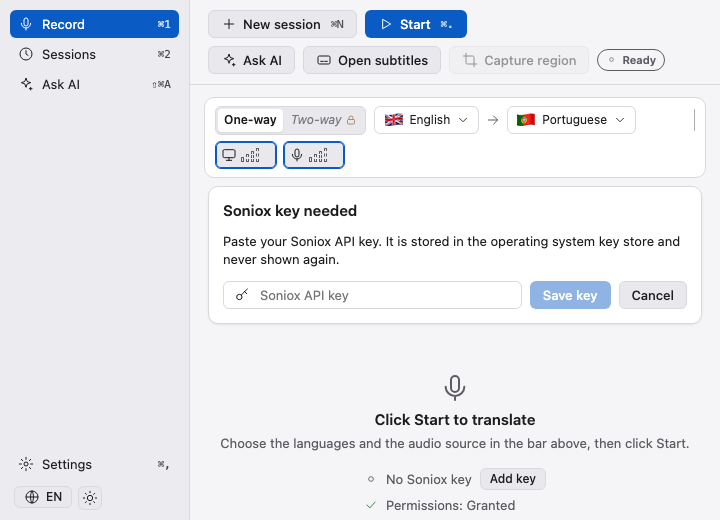 Record ⌘1
Sessions ⌘2
Ask AI ⇧⌘A
Settings ⌘,
EN
New session ⌘N
Start ⌘.
Ask AI
Open subtitles
Capture region
Ready
One-way
Two-way
English
Portuguese
Soniox key needed
Paste your Soniox API key. It is stored in the operating system key store and
never shown again.
Soniox API key
Save key
Cancel
Click Start to translate
Choose the languages and the audio source in the bar above, then click Start.
No Soniox key
Add key
Permissions: Granted